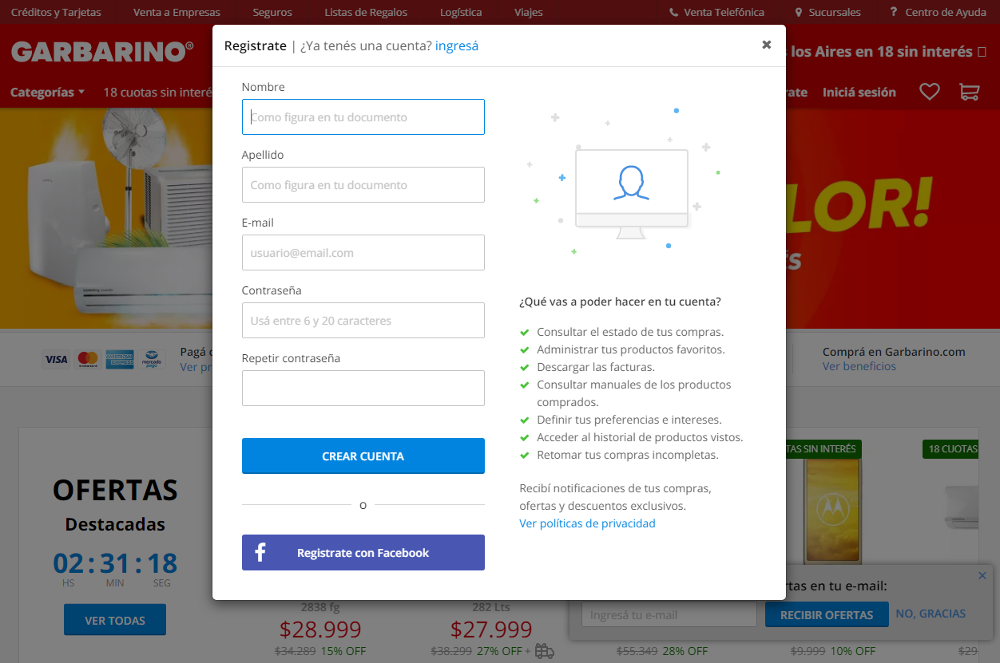 Créditos y Tarjetas Venta a Empresas Seguros Listas de Regalos Logística Viajes Venta Telefónica Sucursales Centro de Ayuda
GARBARINO®
los Aires en 18 sin interés
Categorías 18 cuotas sin interé
rate Iniciá sesión
Registrate | ¿Ya tenés una cuenta? ingresá
Nombre
Como figura en tu documento
Apellido
Como figura en tu documento
E-mail
usuario@email.com
Contraseña
Usá entre 6 y 20 caracteres
Repetir contraseña
CREAR CUENTA
O
Registrate con Facebook
¿Qué vas a poder hacer en tu cuenta?
Consultar el estado de tus compras.
Administrar tus productos favoritos.
Descargar las facturas.
Consultar manuales de los productos
comprados.
Definir tus preferencias e intereses.
Acceder al historial de productos vistos.
Retomar tus compras incompletas.
Recibí notificaciones de tus compras,
ofertas y descuentos exclusivos.
Ver políticas de privacidad
LOR!
VISA
AMERICAN EXPRESS
mercado pago
Pagá
Ver pr
Comprá en Garbarino.com
Ver beneficios
OFERTAS
Destacadas
02 : 31 : 18
HS MIN SEG
VER TODAS
TAS SIN INTERÉS
18 CUOTAS
2838 fg
$28.999
$34.289 15% OFF
282 Lts
$27.999
$38.299 27% OFF +
$55.349 28% OFF
$9.999 10% OFF
$29
rtas en tu e-mail:
Ingresá tu e-mail
RECIBIR OFERTAS
NO, GRACIAS